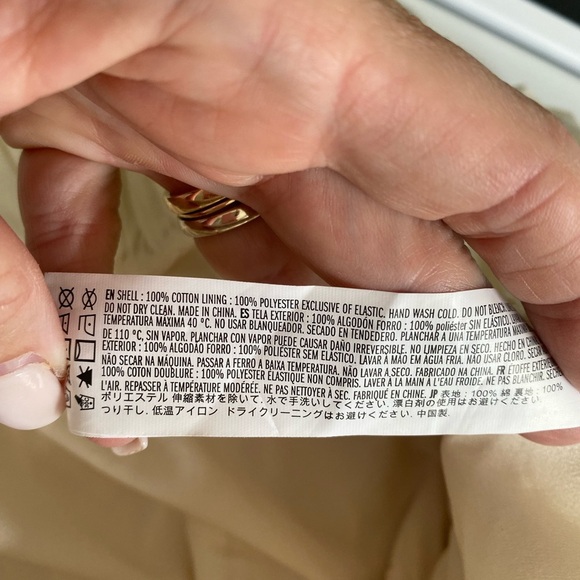 EN SHELL : 100% COTTON LINING : 100% POLYESTER EXCLUSIVE OF ELASTIC. HAND WASH COLD. DO NOT BLEACH
DO NOT DRY CLEAN. MADE IN CHINA. ES TELA EXTERIOR : 100% ALGODÓN FORRO : 100% poliéster SIN ELÁSTICO.
TEMPERATURA MÁXIMA 40 °C. NO USAR BLANQUEADOR. SECADO EN TENDEDERO. PLANCHAR A UNA TEMPERATURA
DE 110 °C, SIN VAPOR. PLANCHAR CON VAPOR PUEDE CAUSAR DAÑO IRREVERSIBLE. NO LIMPIEZA EN SECO. HECHO EN
EXTERIOR : 100% ALGODÃO FORRO : 100% POLIÉSTER SEM ELÁSTICO. LAVAR À MÃO EM ÁGUA FRIA. NÃO USAR CLORO.
NÃO SECAR NA MÁQUINA. PASSAR A FERRO A BAIXA TEMPERATURA. NÃO LAVAR A.SECO. FABRICADO NA CHINA. FR ÉTOFFE
100% COTON DOUBLURE : 100% POLYESTER ELASTIQUE NON COMPRIS. LAVER A LA MAIN A L'EAU FROIDE. NE PAS BLANCHIR.
L'AIR. REPASSER À TEMPÉRATURE MODÉRÉE. NE PAS NETTOYER À SEC. FABRIQUÉ EN CHINE. JP 表地 : 100% 綿 裏地 : 100%
ポリエステル 伸縮素材を除いて. 水で手洗いしてください. 漂白剤の使用はお避けください.
つり干し. 低温アイロン ドライクリーニングはお避けください. 中国製.